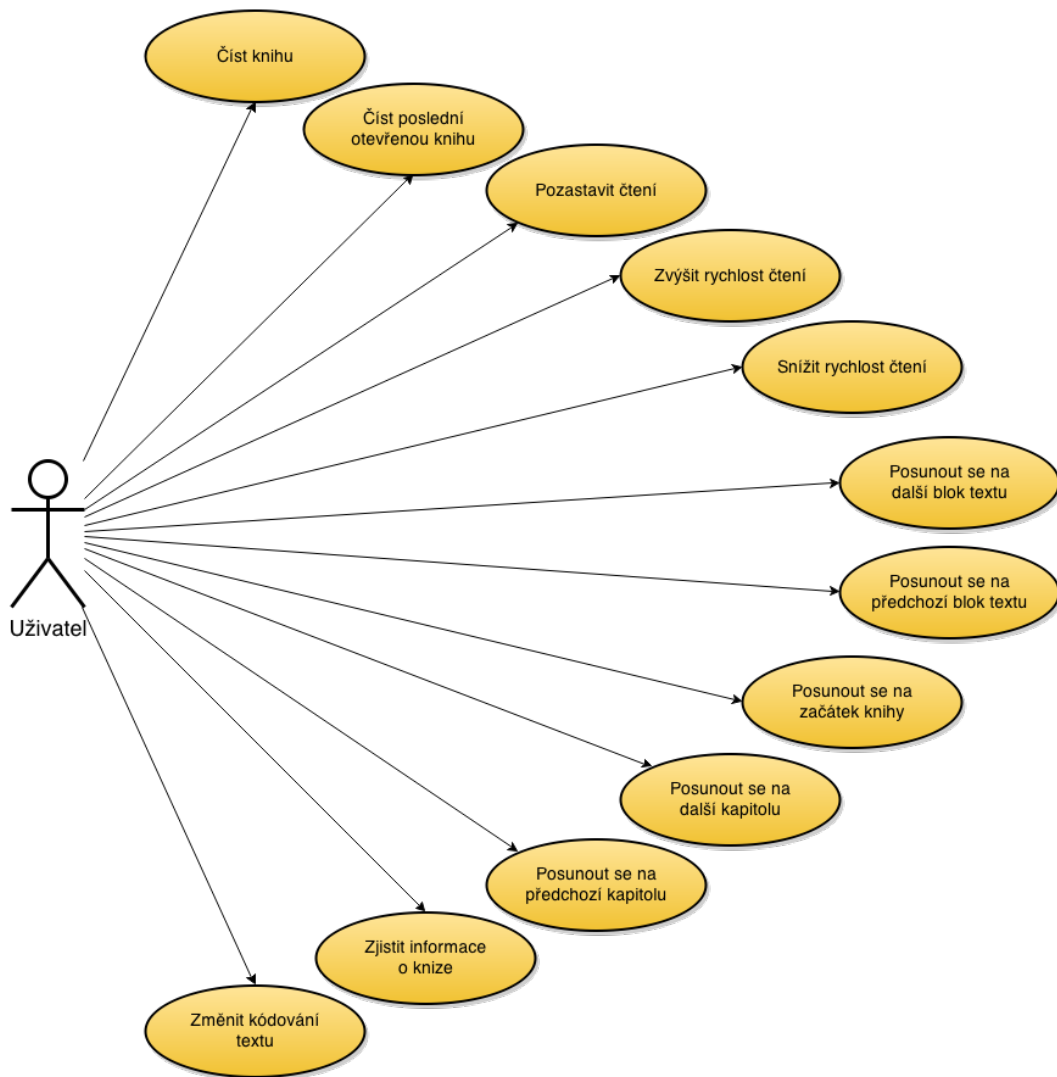 Číst knihu
Číst poslední
otevřenou knihu
Pozastavit čtení
Zvýšit rychlost čtení
Snížit rychlost čtení
Posunout se na
další blok textu
Posunout se na
předchozí blok textu
Uživatel
Posunout se na
začátek knihy
Posunout se na
další kapitolu
Posunout se na
předchozí kapitolu
Zjistit informace
o knize
Změnit kódování
textu